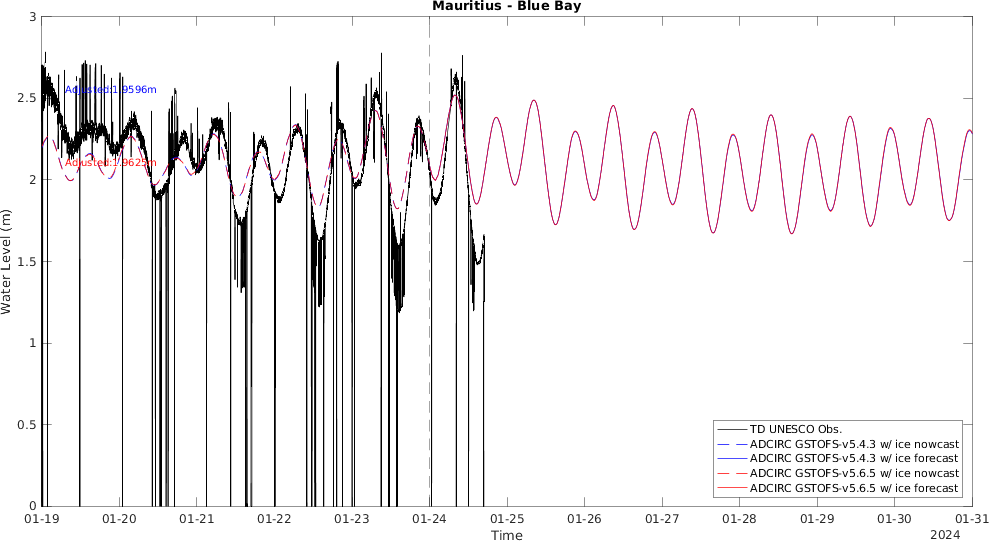 Mauritius - Blue Bay
Water Level (m)
3
2.5
2
1.5
1
0.5
0
Adjusted:1.9596m
Adjusted:1.9625m
TD UNESCO Obs.
ADCIRC GSTOFS-v5.4.3 w/ ice nowcast
ADCIRC GSTOFS-v5.4.3 w/ ice forecast
ADCIRC GSTOFS-v5.6.5 w/ ice nowcast
ADCIRC GSTOFS-v5.6.5 w/ ice forecast
01-19 01-20 01-21 01-22 01-23 01-24 01-25 01-26 01-27 01-28 01-29 01-30 01-31
Time
2024